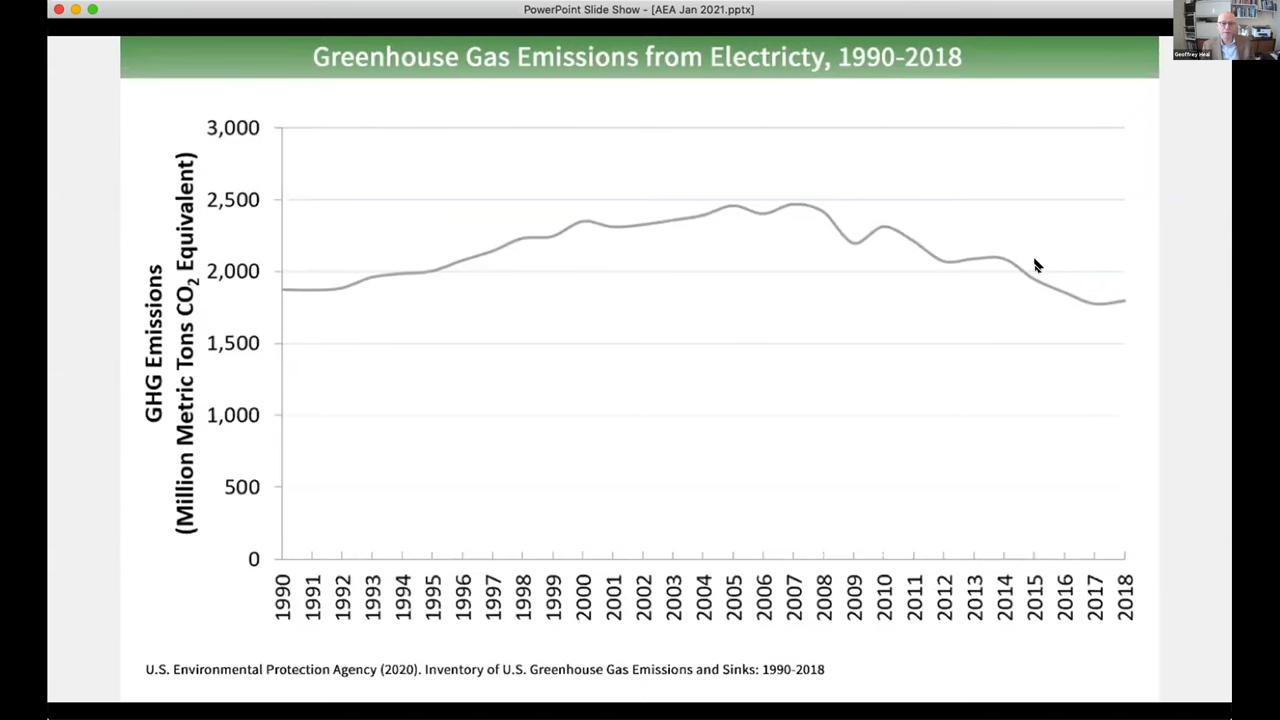 PowerPoint Slide Show - [AEA Jan 2021.pptx]
Geoffrey Heal
Greenhouse Gas Emissions from Electricty, 1990-2018
GHG Emissions
(Million Metric Tons CO2 Equivalent)
3,000
2,500
2,000
1,500
1,000
500
0
1990 1991 1992 1993 1994 1995 1996 1997 1998 1999 2000 2001 2002 2003 2004 2005 2006 2007 2008 2009 2010 2011 2012 2013 2014 2015 2016 2017 2018
U.S. Environmental Protection Agency (2020). Inventory of U.S. Greenhouse Gas Emissions and Sinks: 1990-2018